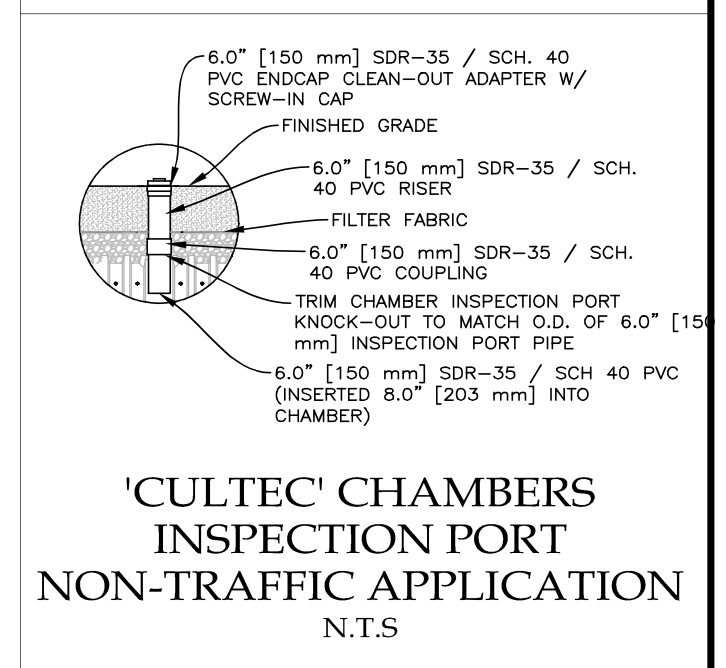 6.0" [150 mm] SDR-35 / SCH. 40
PVC ENDCAP CLEAN-OUT ADAPTER W/
SCREW-IN CAP
FINISHED GRADE
6.0" [150 mm] SDR-35 / SCH.
40 PVC RISER
FILTER FABRIC
6.0" [150 mm] SDR-35 / SCH.
40 PVC COUPLING
TRIM CHAMBER INSPECTION PORT
KNOCK-OUT TO MATCH O.D. OF 6.0" [150
mm] INSPECTION PORT PIPE
6.0" [150 mm] SDR-35 / SCH 40 PVC
(INSERTED 8.0" [203 mm] INTO
CHAMBER)
'CULTEC' CHAMBERS
INSPECTION PORT
NON-TRAFFIC APPLICATION
N.T.S